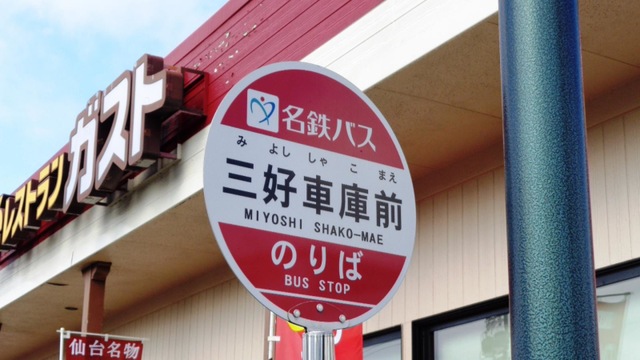 名鉄バス
み よし しゃ こ まえ
三好車庫前
MIYOSHI SHAKO-MAE
のりば
BUS STOP
レストラン ガスト
仙台名物